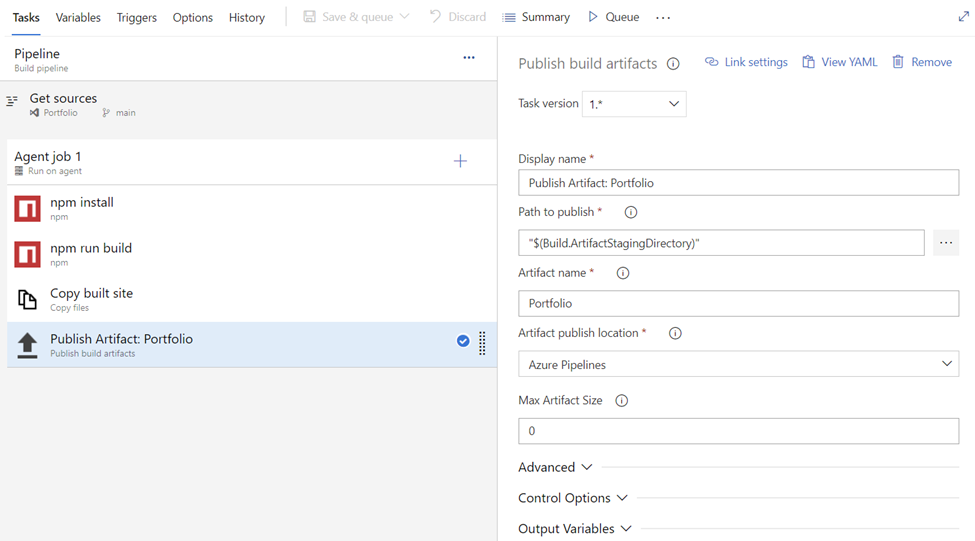 Tasks Variables Triggers Options History Save & queue Discard Summary Queue ...
Pipeline
Build pipeline
Get sources
Portfolio main
Agent job 1
Run on agent
npm install
npm
npm run build
npm
Copy built site
Copy files
Publish Artifact: Portfolio
Publish build artifacts
Publish build artifacts Link settings View YAML Remove
Task version 1.*
Display name *
Publish Artifact: Portfolio
Path to publish *
"$(Build.ArtifactStagingDirectory)"
Artifact name *
Portfolio
Artifact publish location *
Azure Pipelines
Max Artifact Size
0
Advanced
Control Options
Output Variables